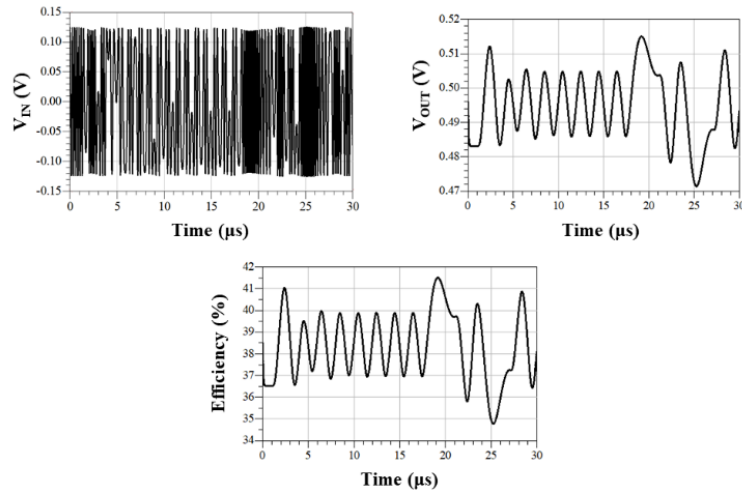 0.15
0.10
0.05
0.00
-0.05
-0.10
-0.15
V_IN (V)
0 5 10 15 20 25 30
Time (μs)
0.52
0.51
0.50
0.49
0.48
0.47
V_OUT (V)
0 5 10 15 20 25 30
Time (μs)
42
41
40
39
38
37
36
35
34
Efficiency (%)
0 5 10 15 20 25 30
Time (μs)